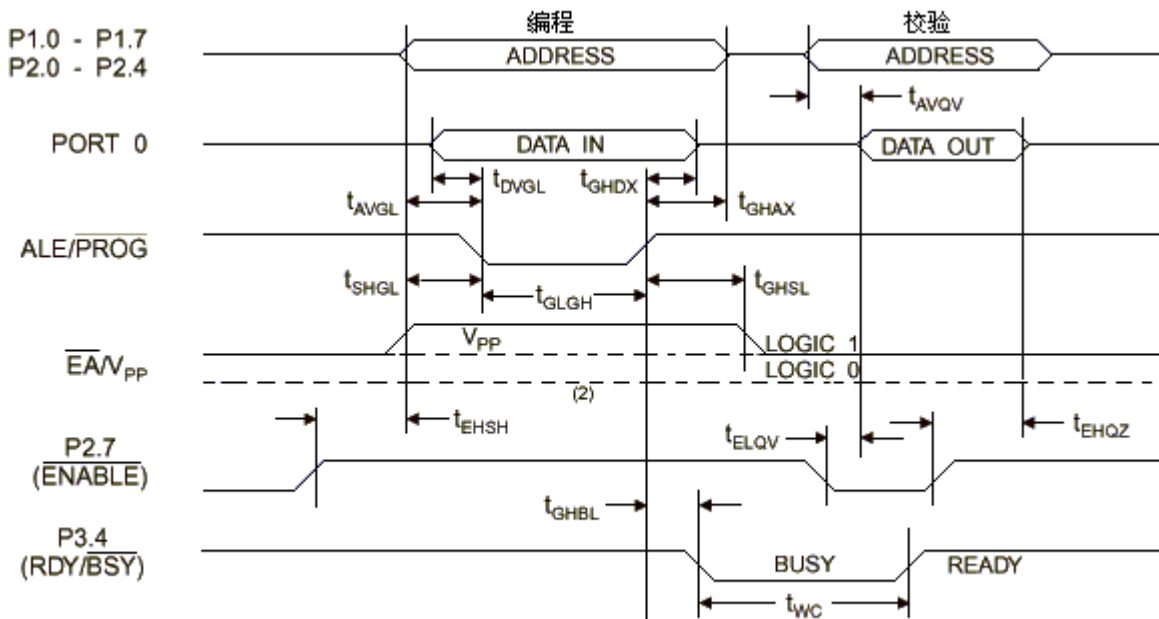 编程
校验
P1.0 - P1.7
P2.0 - P2.4
ADDRESS
ADDRESS
tAVQV
PORT 0
DATA IN
DATA OUT
tDVGL
tGHDX
tAVGL
tGHAX
ALE/PROG
tSHGL
tGLGH
tGHSL
EA/VPP
VPP
LOGIC 1
LOGIC 0
(2)
tEHSH
tELQV
tEHQZ
P2.7
(ENABLE)
tGHBL
P3.4
(RDY/BSY)
BUSY
READY
tWC